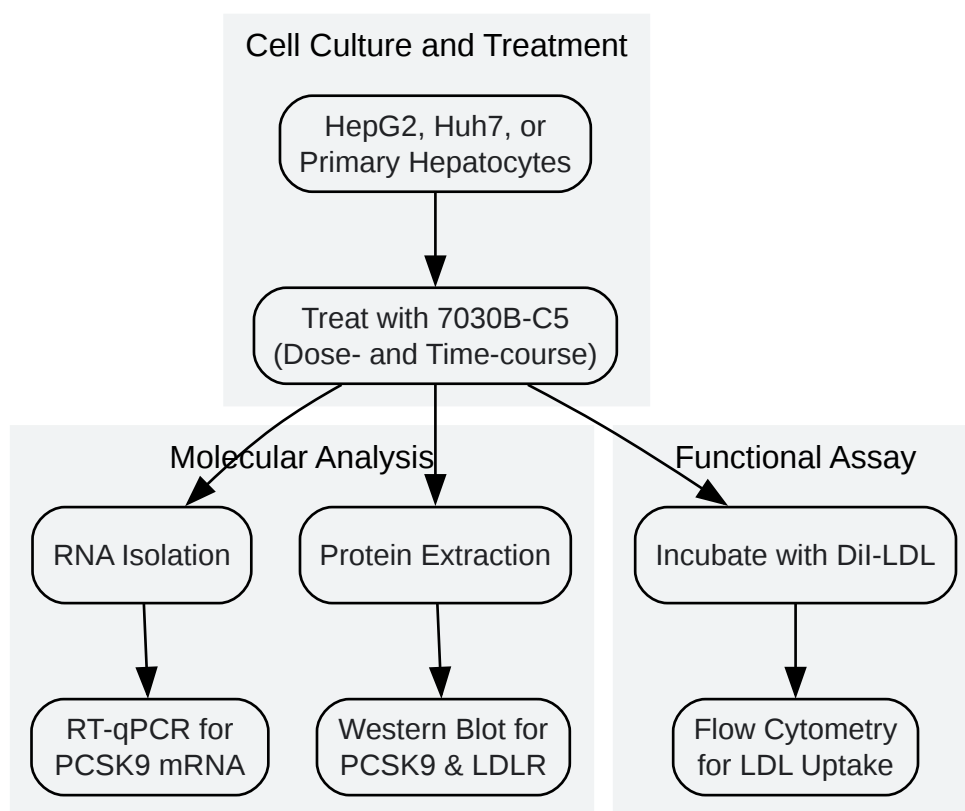 Cell Culture and Treatment
HepG2, Huh7, or
Primary Hepatocytes
Treat with 7030B-C5
(Dose- and Time-course)
Molecular Analysis
Functional Assay
RNA Isolation
Protein Extraction
Incubate with DiI-LDL
RT-qPCR for
PCSK9 mRNA
Western Blot for
PCSK9 & LDLR
Flow Cytometry
for LDL Uptake